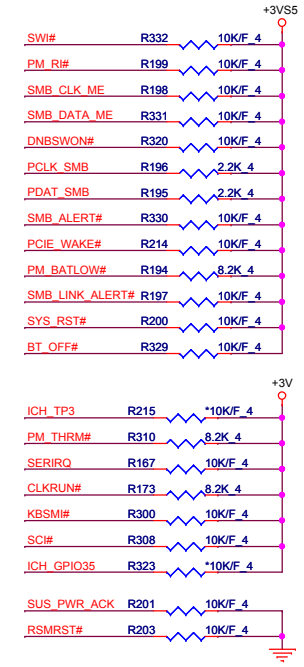 +3VS5
SWI# R332 10K/F_4
PM_RI# R199 10K/F_4
SMB_CLK_ME R198 10K/F_4
SMB_DATA_ME R331 10K/F_4
DNBSWON# R320 10K/F_4
PCLK_SMB R196 2.2K_4
PDAT_SMB R195 2.2K_4
SMB_ALERT# R330 10K/F_4
PCIE_WAKE# R214 10K/F_4
PM_BATLOW# R194 8.2K_4
SMB_LINK_ALERT# R197 10K/F_4
SYS_RST# R200 10K/F_4
BT_OFF# R329 10K/F_4
+3V
ICH_TP3 R215 *10K/F_4
PM_THRM# R310 8.2K_4
SERIRQ R167 10K/F_4
CLKRUN# R173 8.2K_4
KBSMI# R300 10K/F_4
SCI# R308 10K/F_4
ICH_GPIO35 R323 *10K/F_4
SUS_PWR_ACK R201 10K/F_4
RSMRST# R203 10K/F_4